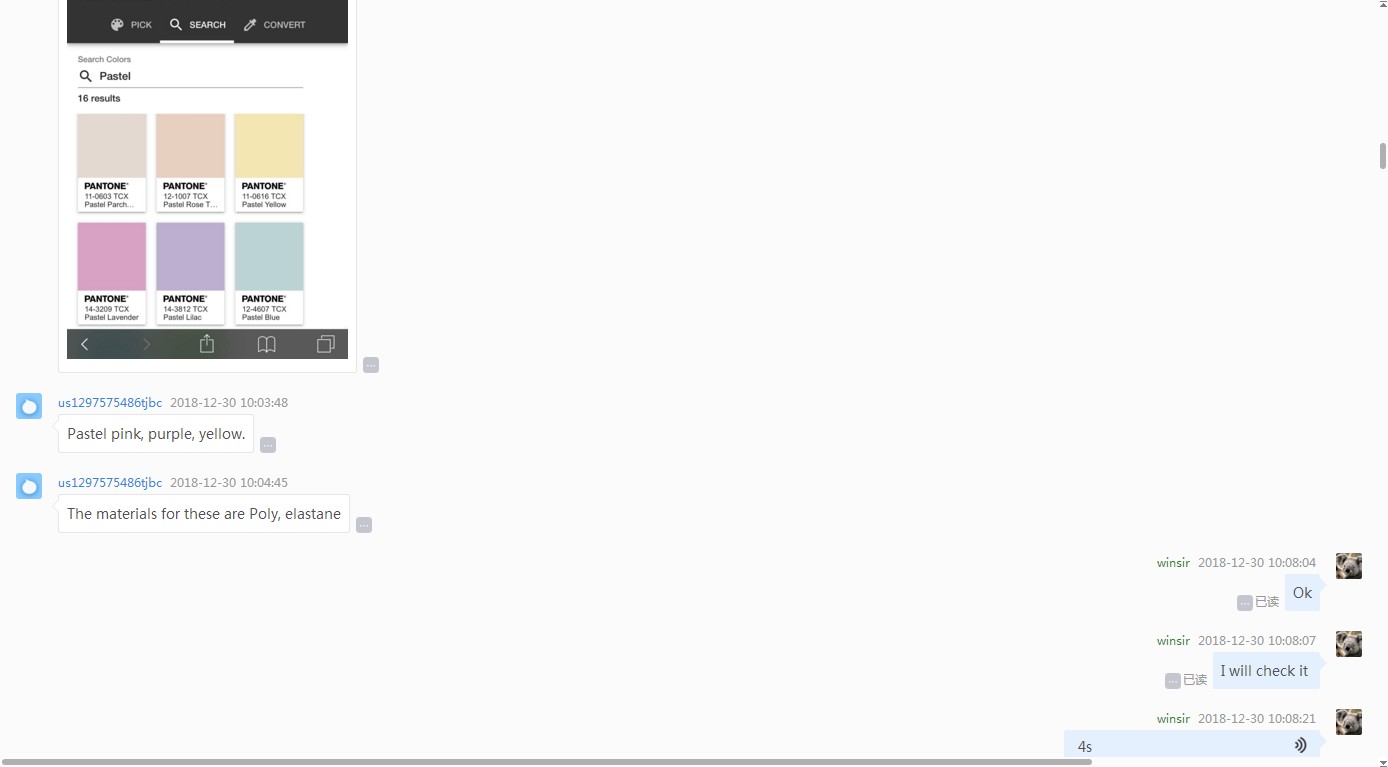 PICK SEARCH CONVERT
Search Colors
Pastel
16 results
PANTONE® PANTONE® PANTONE®
11-0603 TCX 12-1007 TCX 11-0616 TCX
Pastel Parch... Pastel Rose T... Pastel Yellow
PANTONE® PANTONE® PANTONE®
14-3209 TCX 14-3812 TCX 12-4607 TCX
Pastel Lavender Pastel Lilac Pastel Blue
us1297575486tjbc 2018-12-30 10:03:48
Pastel pink, purple, yellow.
us1297575486tjbc 2018-12-30 10:04:45
The materials for these are Poly, elastane
winsir 2018-12-30 10:08:04
Ok
已读
winsir 2018-12-30 10:08:07
I will check it
已读
winsir 2018-12-30 10:08:21
4s